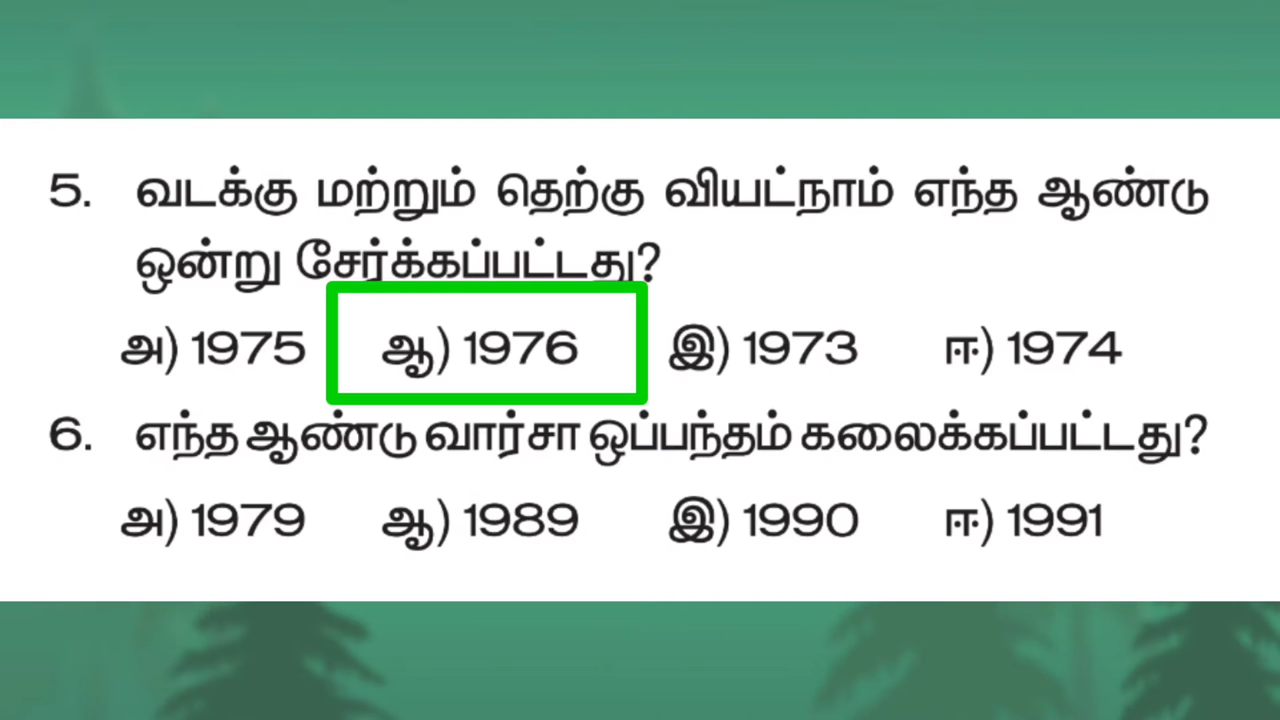 5. வடக்கு மற்றும் தெற்கு வியட்நாம் எந்த ஆண்டு
ஒன்று சேர்க்கப்பட்டது?
அ) 1975 ஆ) 1976 இ) 1973 ஈ) 1974
6. எந்த ஆண்டு வார்சா ஒப்பந்தம் கலைக்கப்பட்டது?
அ) 1979 ஆ) 1989 இ) 1990 ஈ) 1991